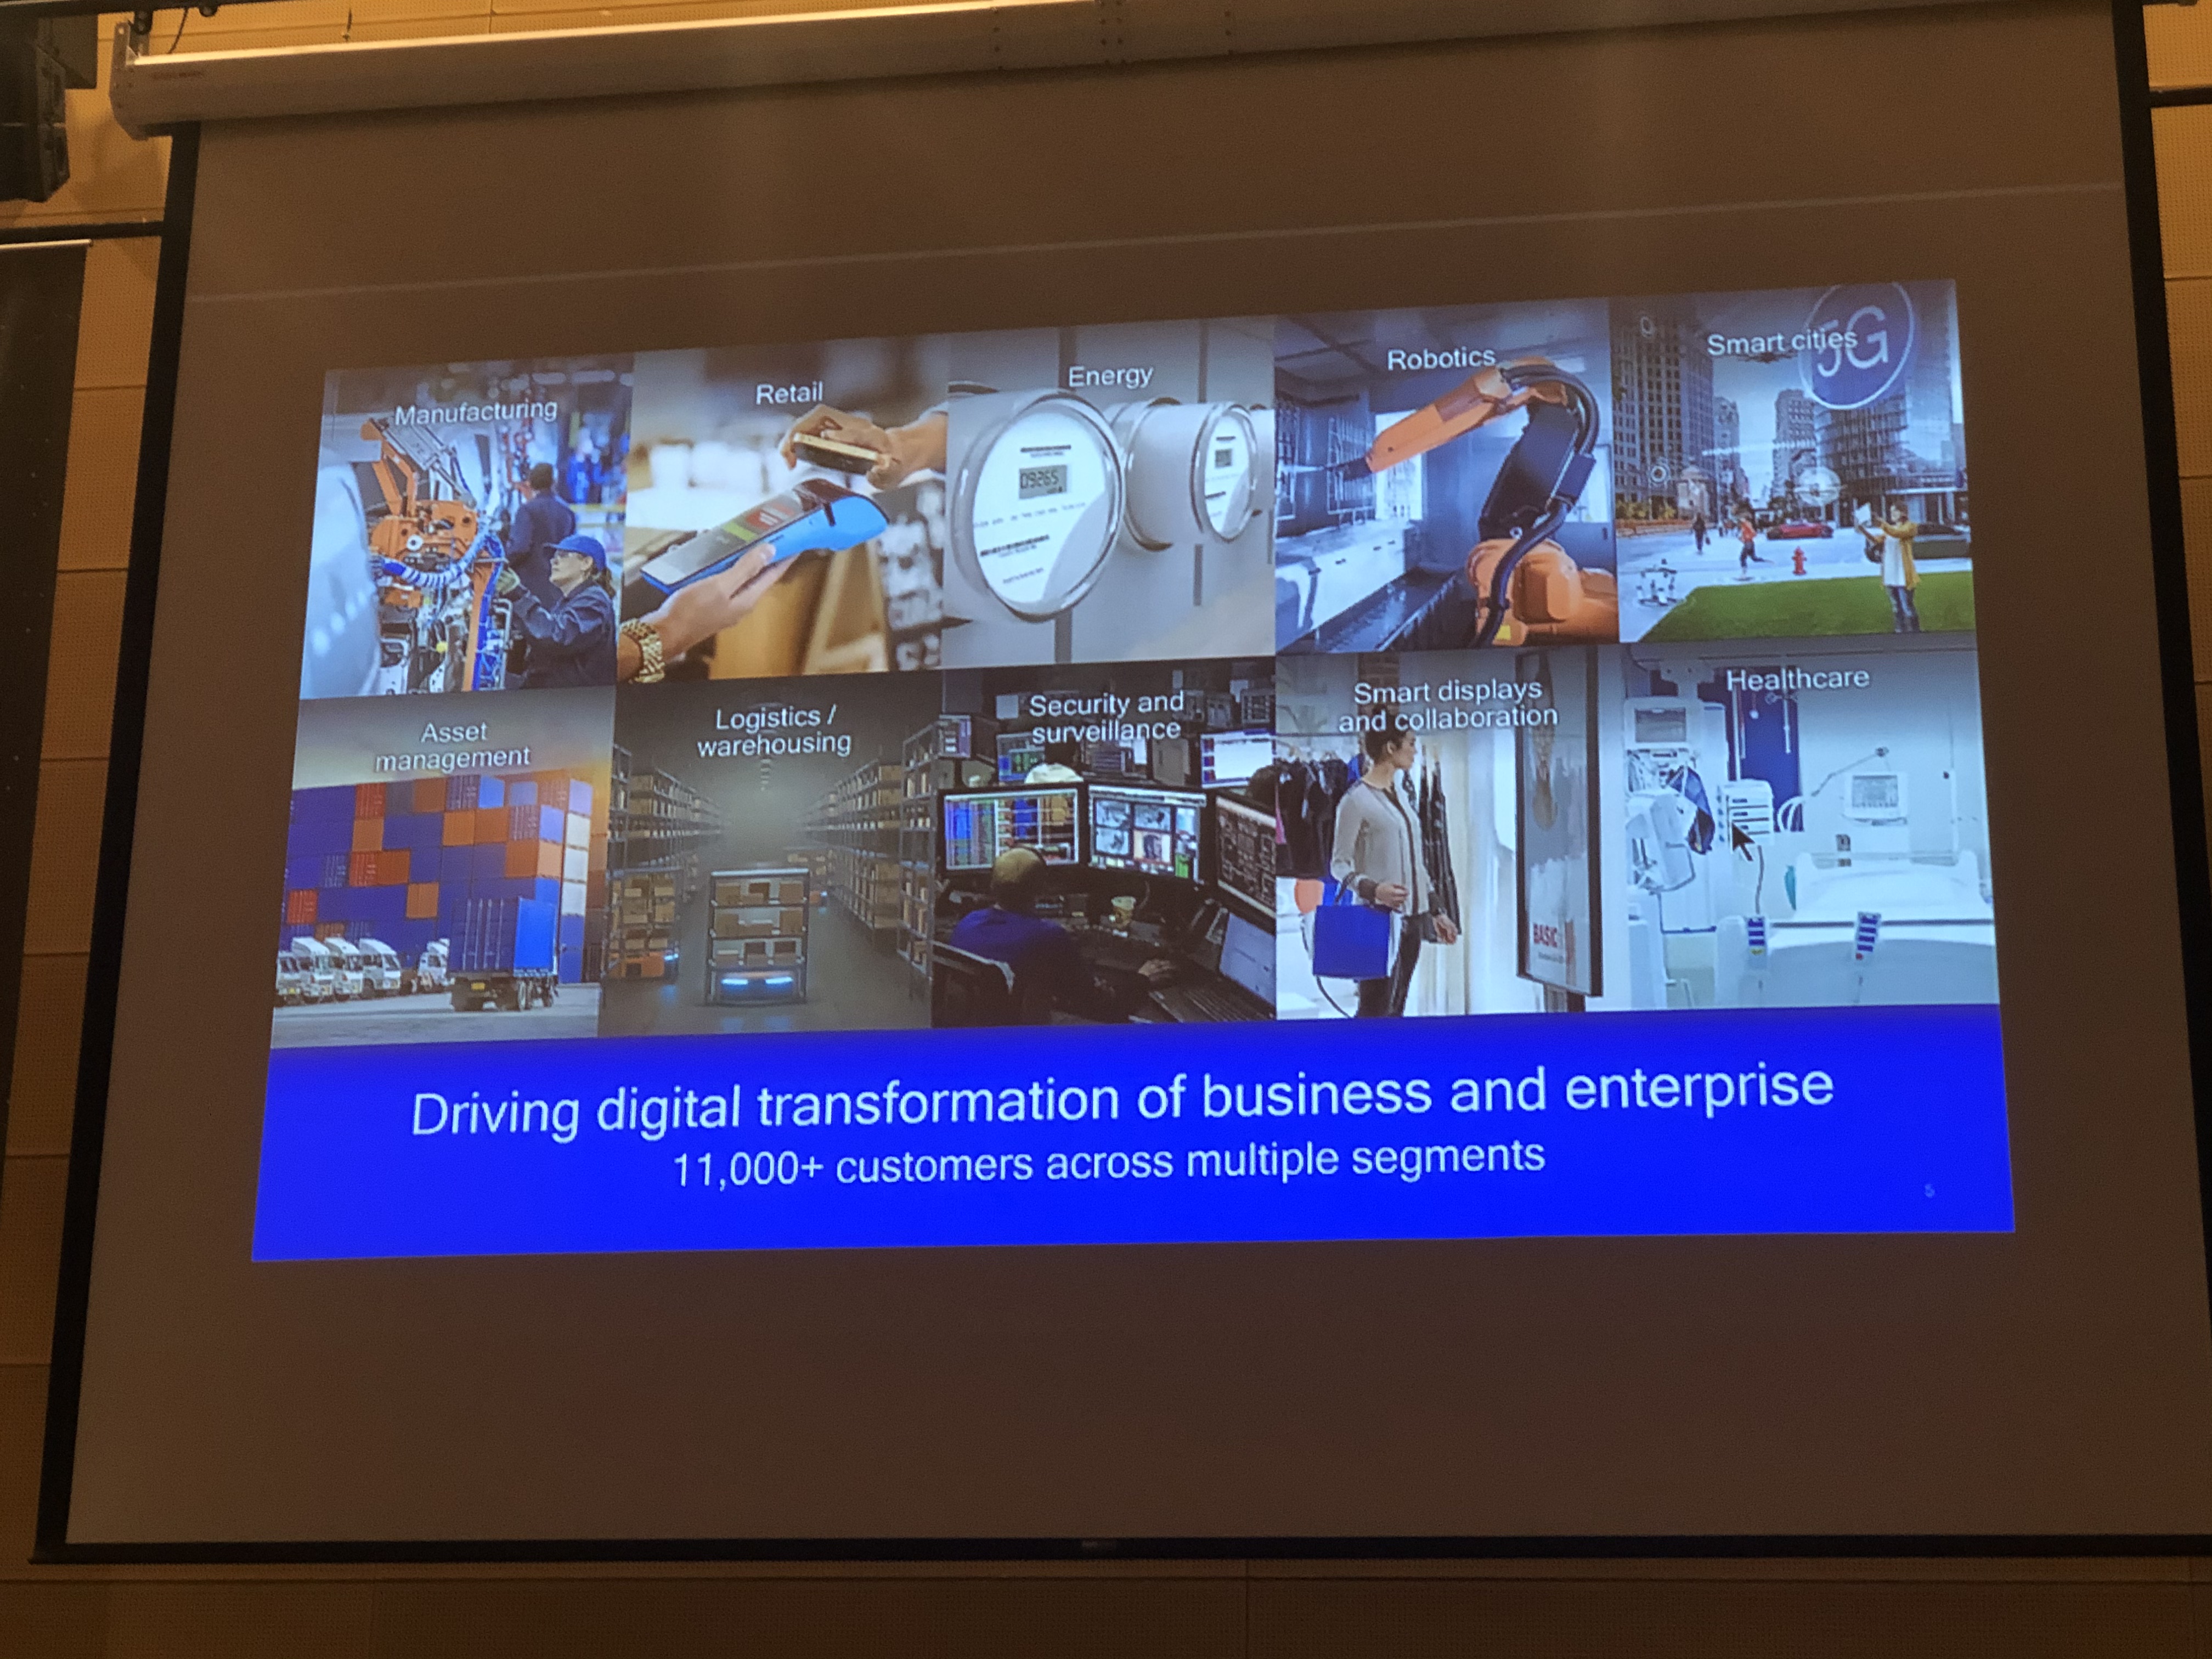 Manufacturing
Retail
Energy
Robotics
Smart cities
5G
09265
Asset
management
Logistics /
warehousing
Security and
surveillance
Smart displays
and collaboration
Healthcare
BASIC
Driving digital transformation of business and enterprise
11,000+ customers across multiple segments
5